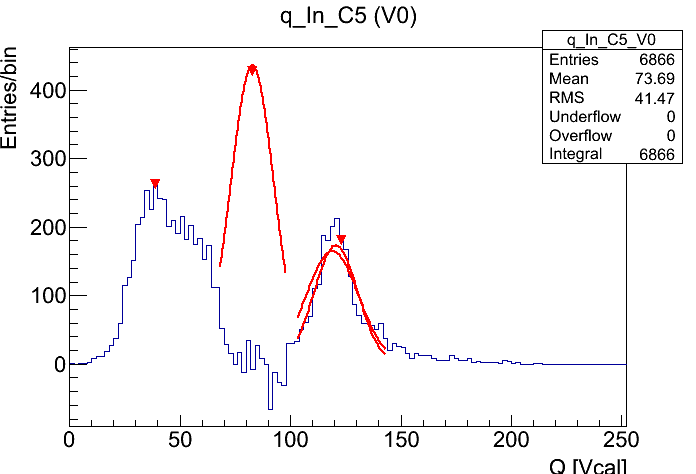 q_In_C5 (V0)
q_In_C5_V0
Entries 6866
Mean 73.69
RMS 41.47
Underflow 0
Overflow 0
Integral 6866
Entries/bin
400
300
200
100
0
0 50 100 150 200 250
Q [Vcal]